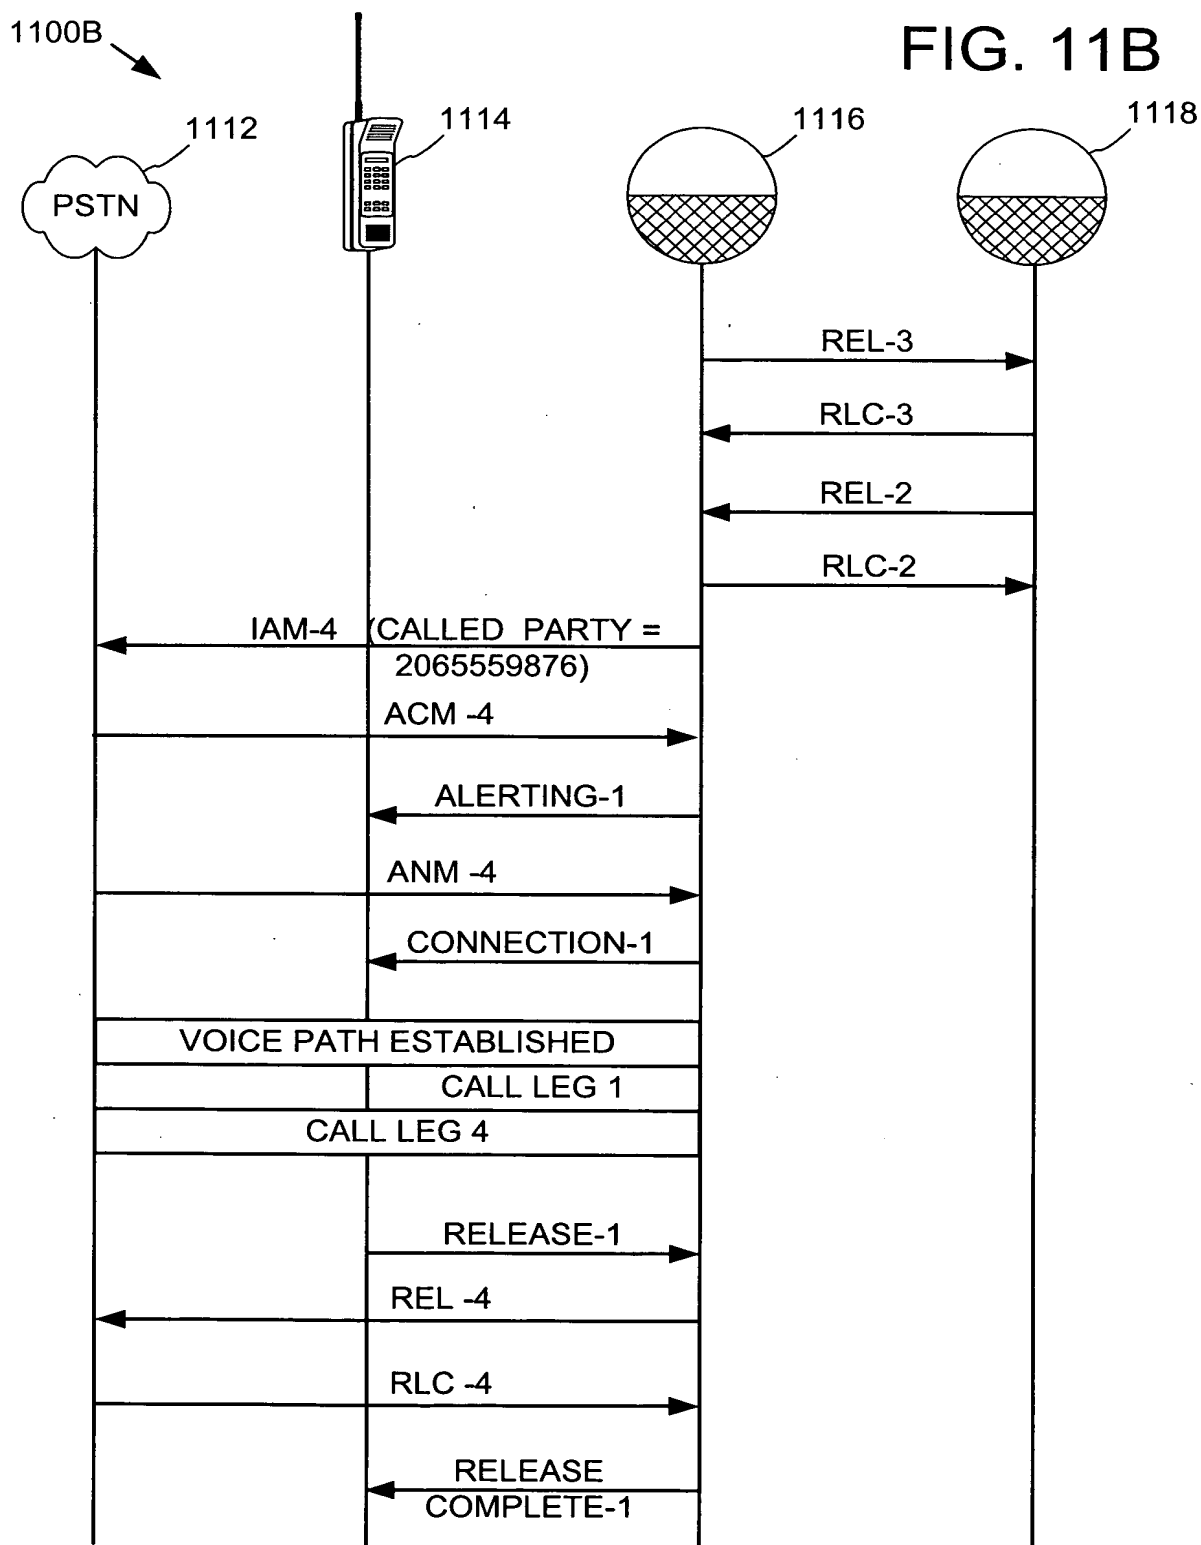 1100B
FIG. 11B
1112
1114
1116
1118
PSTN
REL-3
RLC-3
REL-2
RLC-2
IAM-4 (CALLED PARTY =
2065559876)
ACM -4
ALERTING-1
ANM -4
CONNECTION-1
VOICE PATH ESTABLISHED
CALL LEG 1
CALL LEG 4
RELEASE-1
REL -4
RLC -4
RELEASE
COMPLETE-1